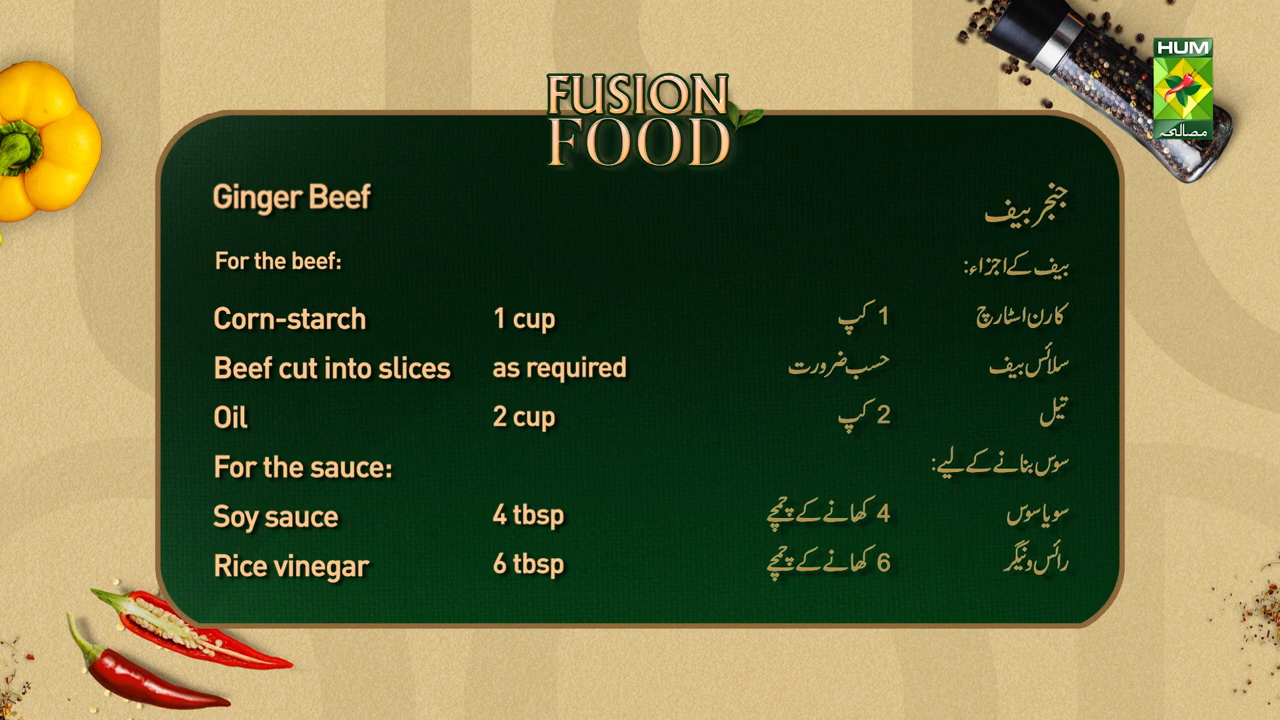 HUM
مصالحہ
FUSION
FOOD
Ginger Beef جنجر بیف
For the beef: بیف کے اجزاء:
Corn-starch 1 cup 1 کپ کارن اسٹارچ
Beef cut into slices as required حسب ضرورت سلائس بیف
Oil 2 cup 2 کپ تیل
For the sauce: سوس بنانے کے لیے:
Soy sauce 4 tbsp 4 کھانے کے چمچے سویا سوس
Rice vinegar 6 tbsp 6 کھانے کے چمچے رائس ونیگر